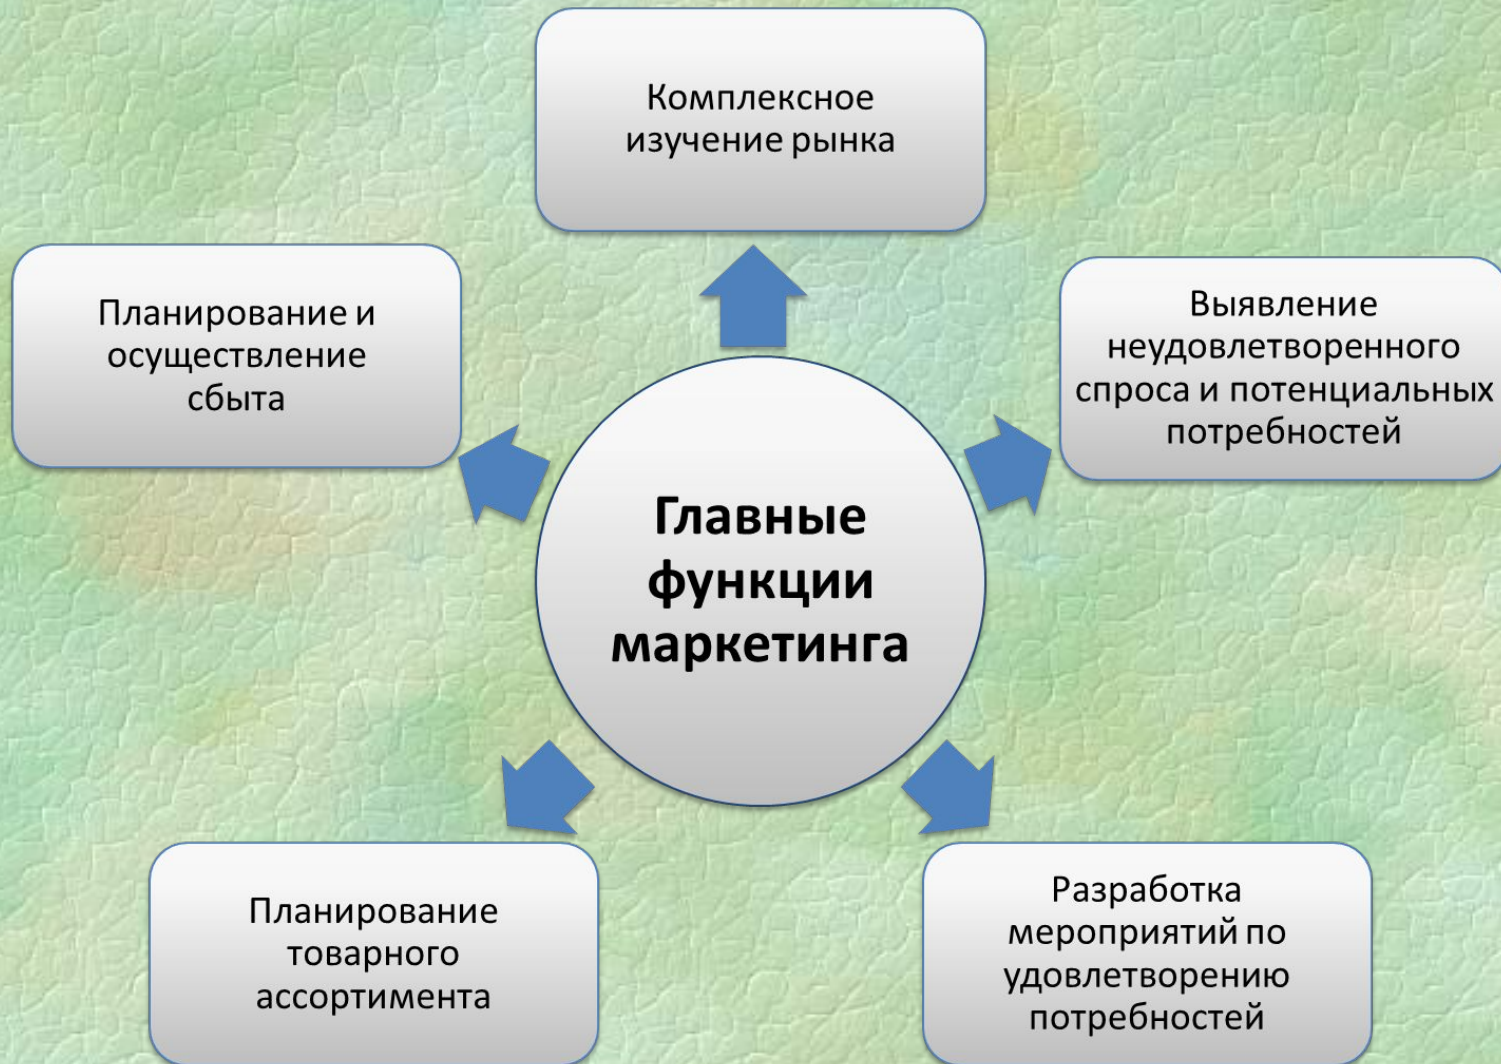 Комплексное
изучение рынка
Планирование и
осуществление
сбыта
Выявление
неудовлетворенного
спроса и потенциальных
потребностей
Главные
функции
маркетинга
Планирование
товарного
ассортимента
Разработка
мероприятий по
удовлетворению
потребностей